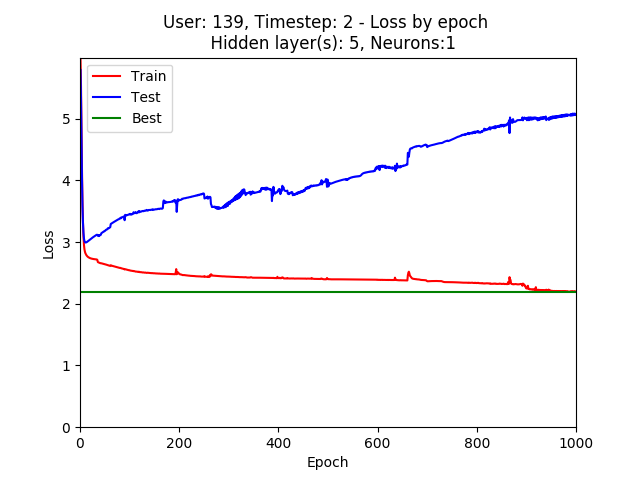 User: 139, Timestep: 2 - Loss by epoch
Hidden layer(s): 5, Neurons:1
Train
Test
Best
5
4
3
2
1
0
Loss
0 200 400 600 800 1000
Epoch